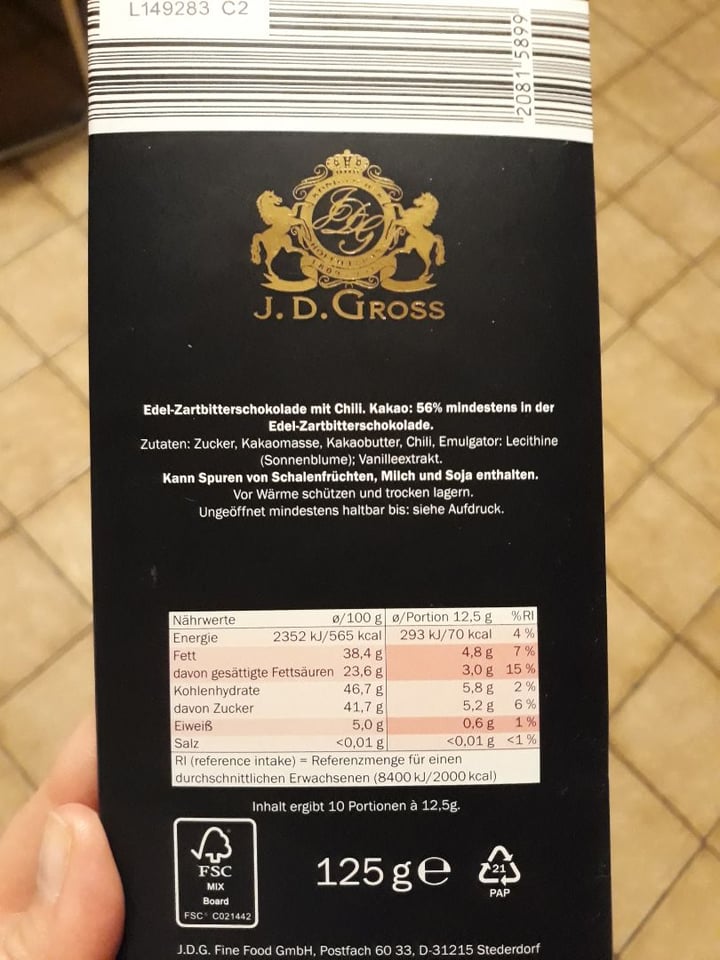 L149283 C2
2081 5899
JDG
J. D. GROSS
Edel-Zartbitterschokolade mit Chili. Kakao: 56% mindestens in der
Edel-Zartbitterschokolade.
Zutaten: Zucker, Kakaomasse, Kakaobutter, Chili, Emulgator: Lecithine
(Sonnenblume); Vanilleextrakt.
Kann Spuren von Schalenfrüchten, Milch und Soja enthalten.
Vor Wärme schützen und trocken lagern.
Ungeöffnet mindestens haltbar bis: siehe Aufdruck.
Nährwerte ø/100 g ø/Portion 12,5 g %RI
Energie 2352 kJ/565 kcal 293 kJ/70 kcal 4 %
Fett 38,4 g 4,8 g 7 %
davon gesättigte Fettsäuren 23,6 g 3,0 g 15 %
Kohlenhydrate 46,7 g 5,8 g 2 %
davon Zucker 41,7 g 5,2 g 6 %
Eiweiß 5,0 g 0,6 g 1 %
Salz <0,01 g <0,01 g <1 %
RI (reference intake) = Referenzmenge für einen
durchschnittlichen Erwachsenen (8400 kJ/2000 kcal)
Inhalt ergibt 10 Portionen à 12,5g.
FSC
MIX
Board
FSC® C021442
125 g ℮
21
PAP
J.D.G. Fine Food GmbH, Postfach 60 33, D-31215 Stederdorf